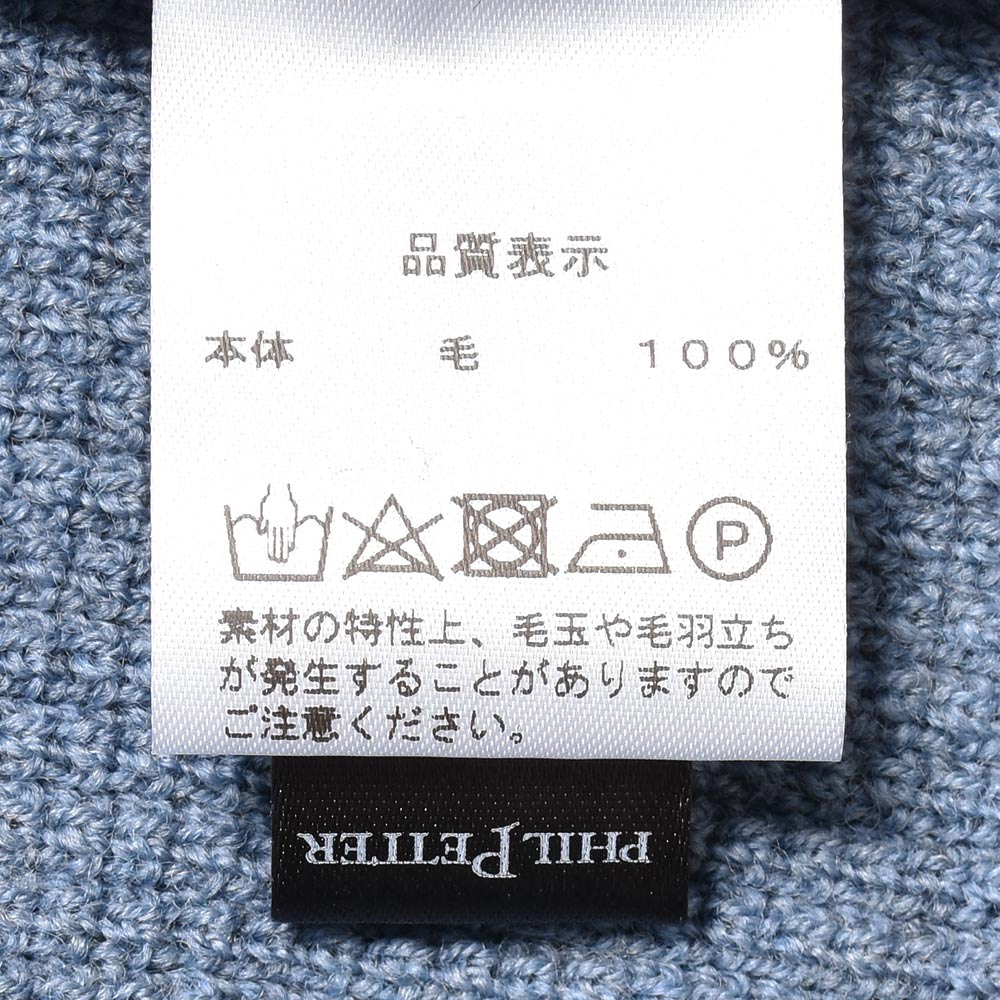 品質表示
本体 毛 100%
P
素材の特性上、毛玉や毛羽立ち
が発生することがありますので
ご注意ください。
PHIL PETTER